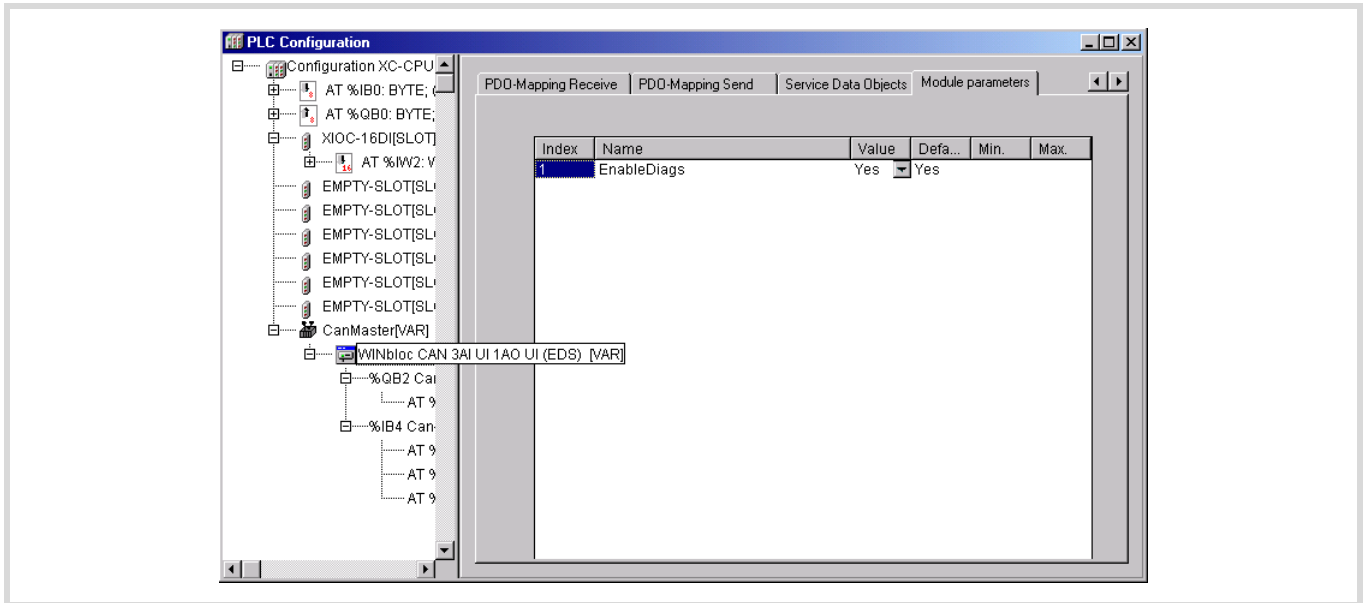 PLC Configuration
Configuration XC-CPU
AT %IB0: BYTE; (
AT %QB0: BYTE;
XIOC-16DI[SLOT]
AT %IW2: W
EMPTY-SLOT[SL
EMPTY-SLOT[SL
EMPTY-SLOT[SL
EMPTY-SLOT[SL
EMPTY-SLOT[SL
EMPTY-SLOT[SL
CanMaster[VAR]
WINbloc CAN 3AI UI 1AO UI (EDS) [VAR]
%QB2 Car
AT %
%IB4 Can-
AT %
AT %
AT %
PDO-Mapping Receive PDO-Mapping Send Service Data Objects Module parameters
Index Name Value Defa... Min. Max.
1 EnableDiags Yes Yes